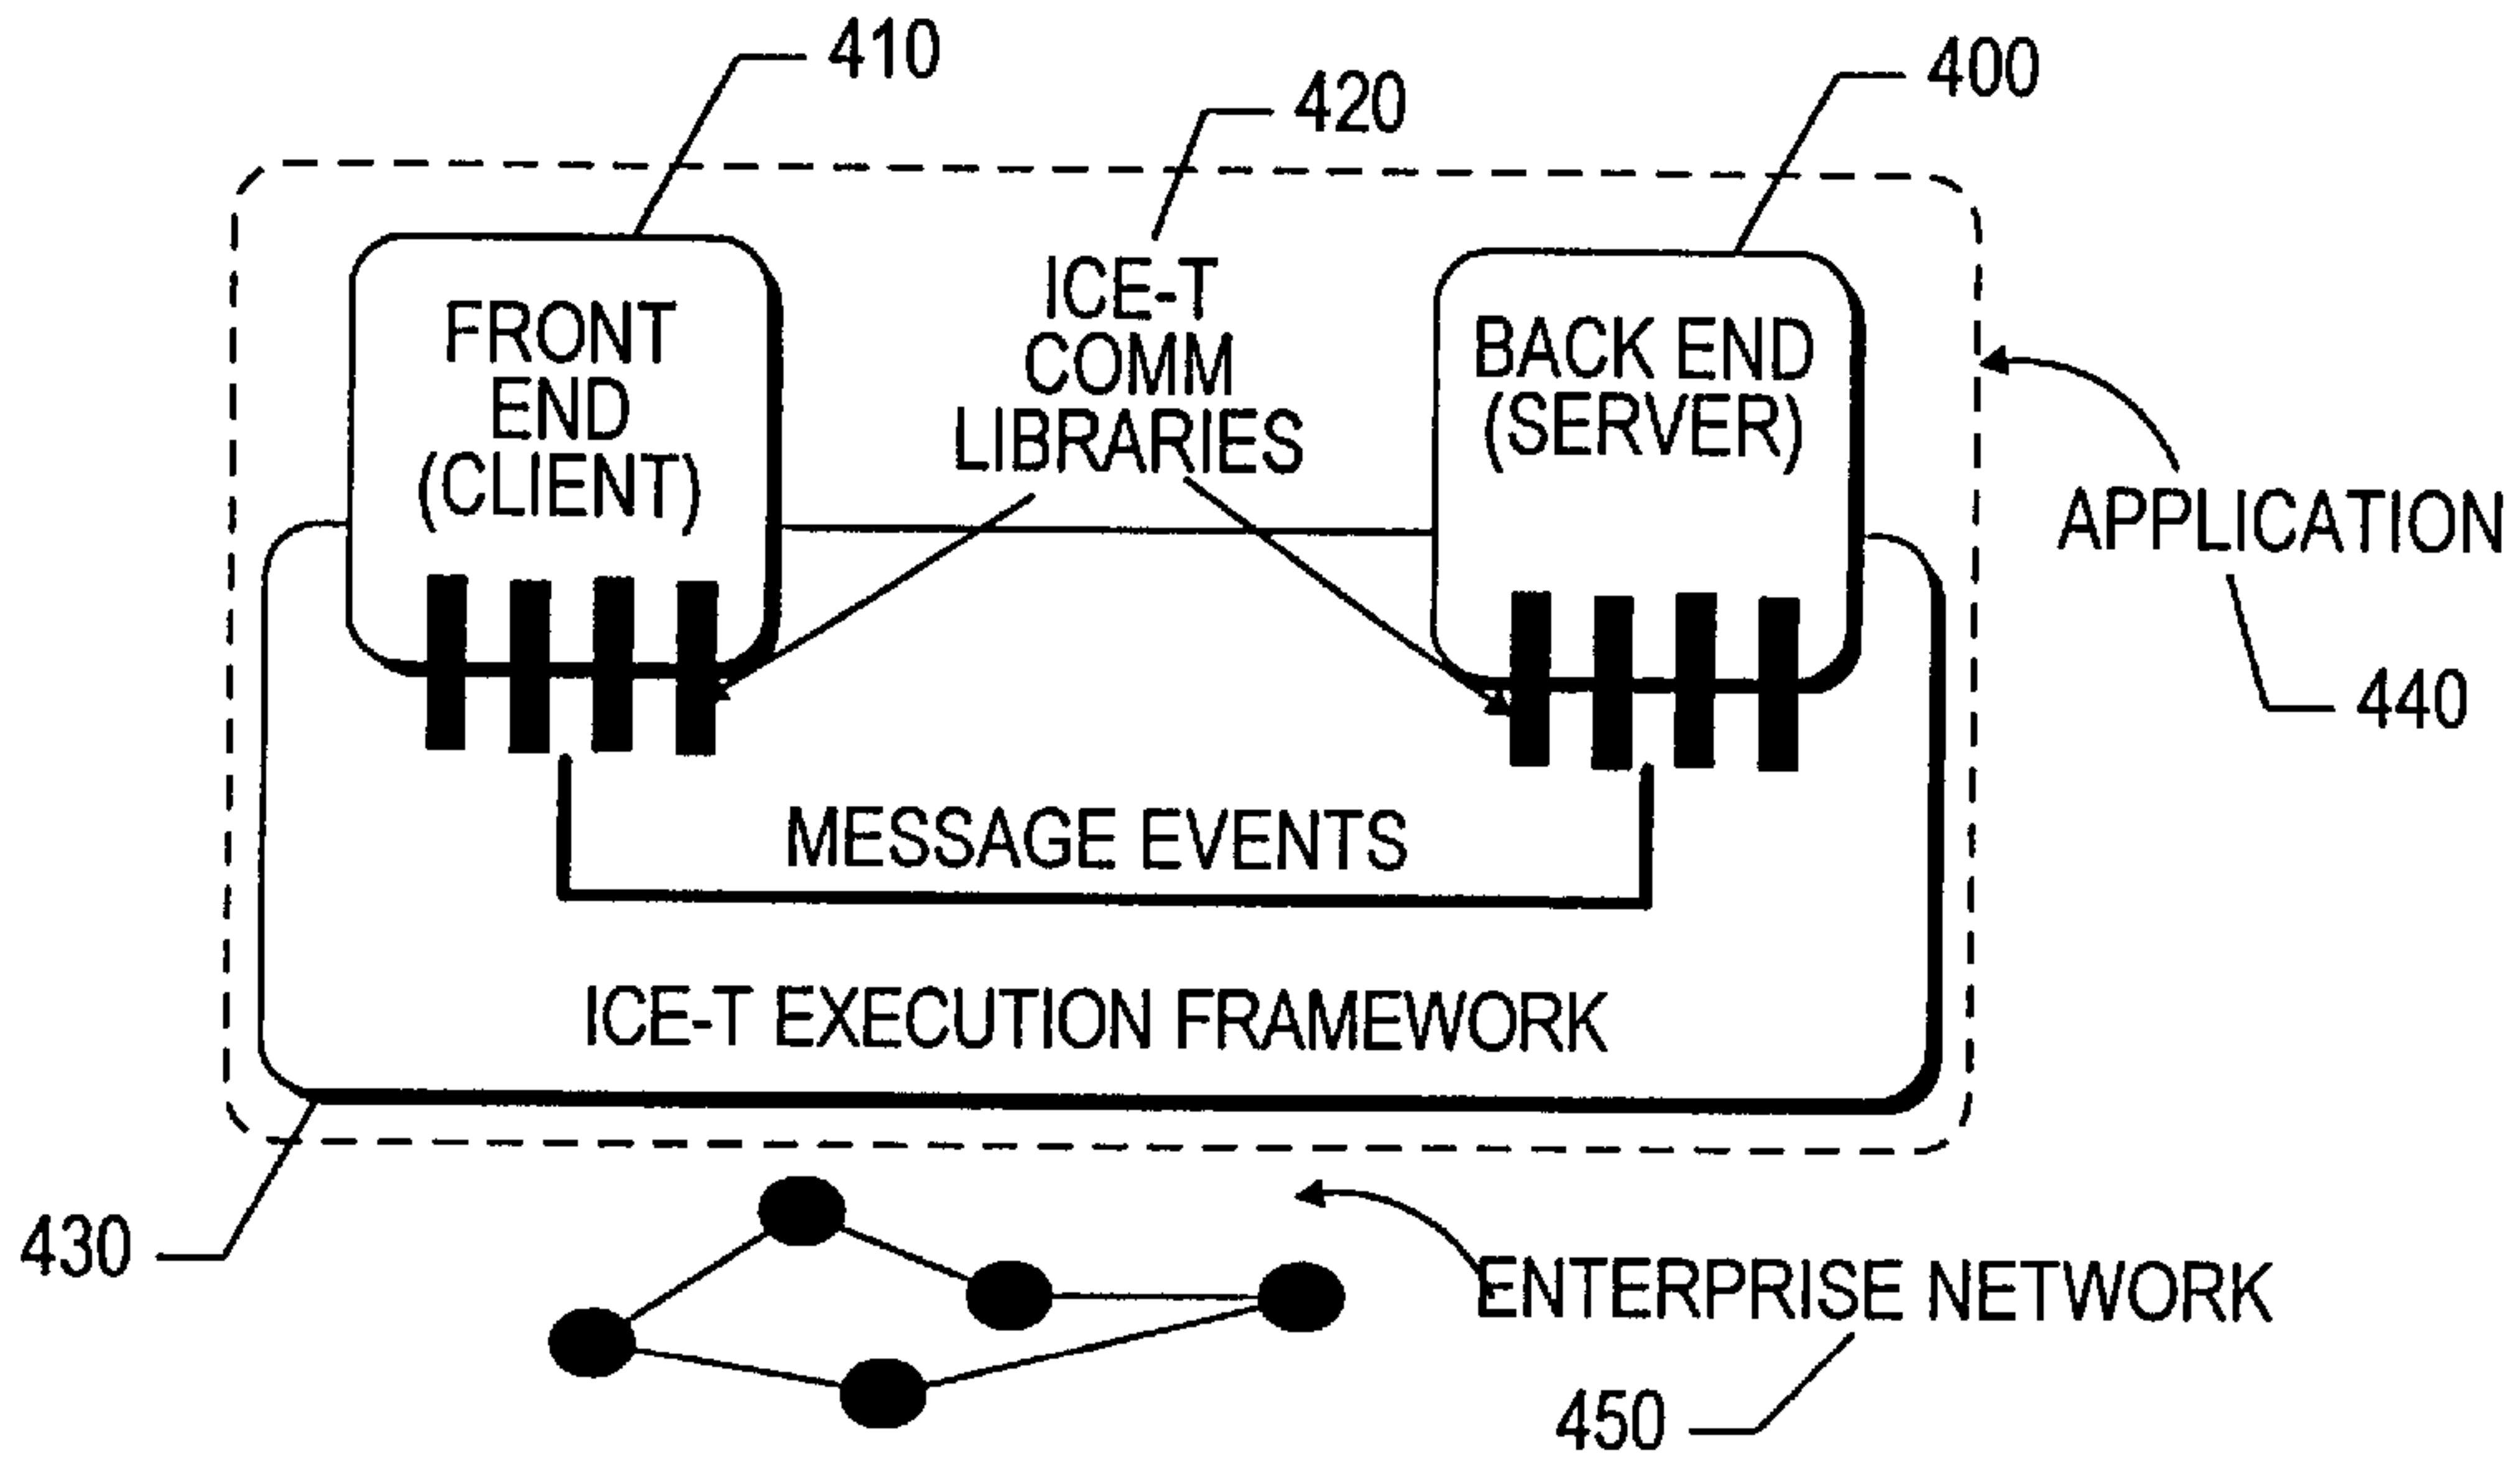 410
420
400
FRONT
END
(CLIENT)
ICE-T
COMM
LIBRARIES
BACK END
(SERVER)
APPLICATION
440
MESSAGE EVENTS
ICE-T EXECUTION FRAMEWORK
430
ENTERPRISE NETWORK
450